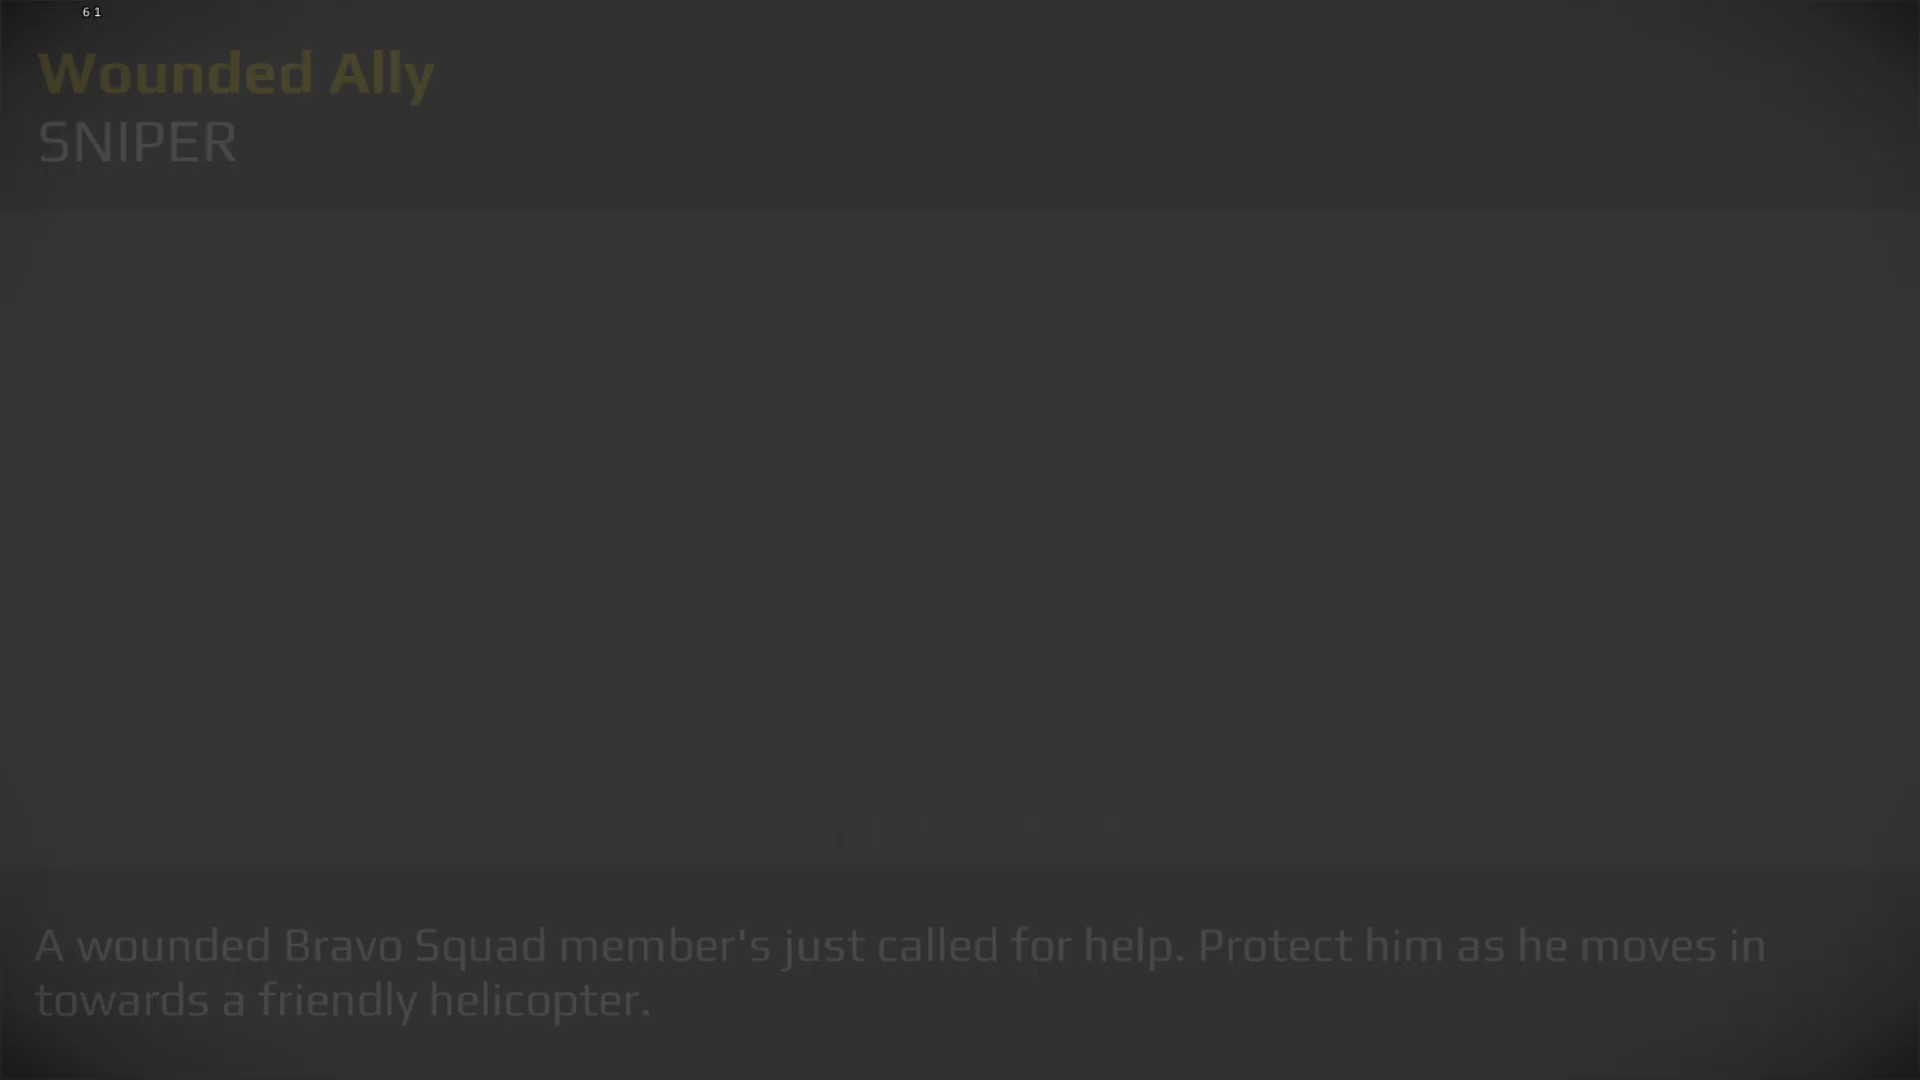 61
Wounded Ally
SNIPER
A wounded Bravo Squad member's just called for help. Protect him as he moves in
towards a friendly helicopter.